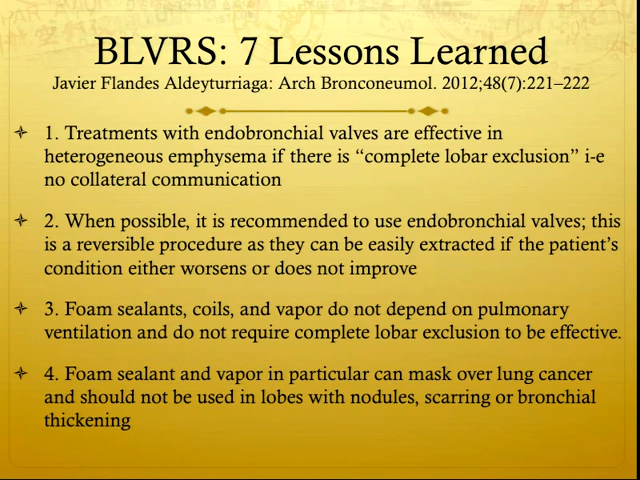 BLVRS: 7 Lessons Learned
Javier Flandes Aldeyturriaga: Arch Bronconeumol. 2012;48(7):221–222
1. Treatments with endobronchial valves are effective in
heterogeneous emphysema if there is “complete lobar exclusion” i-e
no collateral communication
2. When possible, it is recommended to use endobronchial valves; this
is a reversible procedure as they can be easily extracted if the patient’s
condition either worsens or does not improve
3. Foam sealants, coils, and vapor do not depend on pulmonary
ventilation and do not require complete lobar exclusion to be effective.
4. Foam sealant and vapor in particular can mask over lung cancer
and should not be used in lobes with nodules, scarring or bronchial
thickening